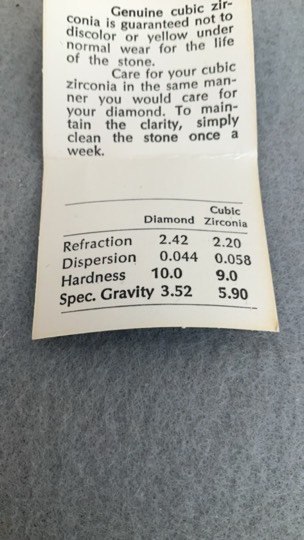 Genuine cubic zir-
conia is guaranteed not to
discolor or yellow under
normal wear for the life
of the stone.
Care for your cubic
zirconia in the same man-
ner you would care for
your diamond. To main-
tain the clarity, simply
clean the stone once a
week.
Diamond Cubic Zirconia
Refraction 2.42 2.20
Dispersion 0.044 0.058
Hardness 10.0 9.0
Spec. Gravity 3.52 5.90